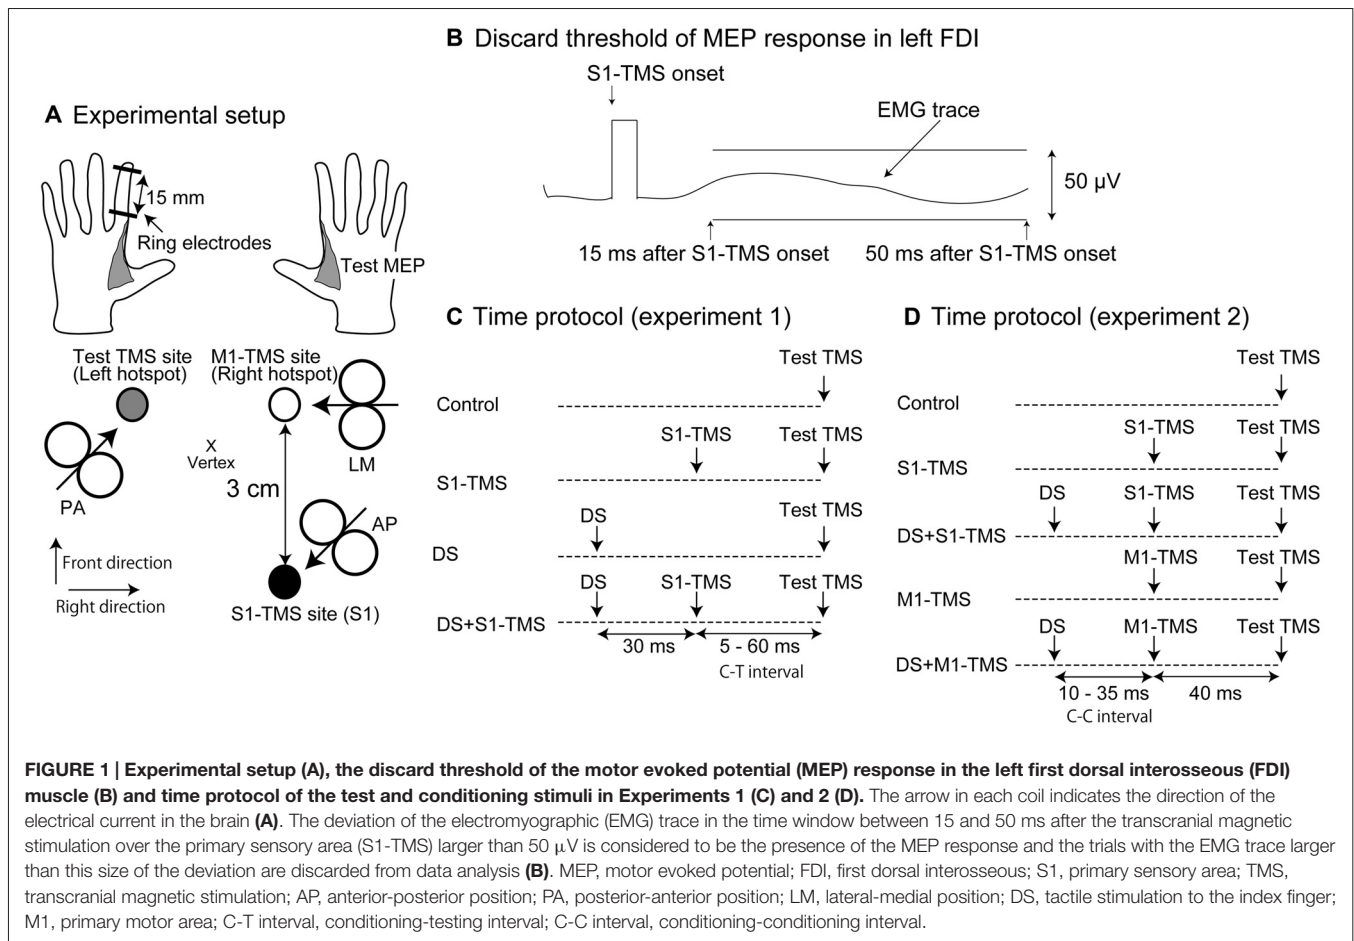 B Discard threshold of MEP response in left FDI
S1-TMS onset
EMG trace
50 µV
15 ms after S1-TMS onset
50 ms after S1-TMS onset
A Experimental setup
15 mm
Ring electrodes
Test MEP
Test TMS site
(Left hotspot)
M1-TMS site
(Right hotspot)
LM
X
Vertex
3 cm
PA
AP
Front direction
Right direction
S1-TMS site (S1)
C Time protocol (experiment 1)
Test TMS
Control
S1-TMS
Test TMS
S1-TMS
DS
Test TMS
DS
DS
S1-TMS
Test TMS
DS+S1-TMS
30 ms
5 - 60 ms
C-T interval
D Time protocol (experiment 2)
Test TMS
Control
S1-TMS
Test TMS
S1-TMS
DS
S1-TMS
Test TMS
DS+S1-TMS
M1-TMS
Test TMS
M1-TMS
DS
M1-TMS
Test TMS
DS+M1-TMS
10 - 35 ms
40 ms
C-C interval
FIGURE 1 | Experimental setup (A), the discard threshold of the motor evoked potential (MEP) response in the left first dorsal interosseous (FDI)
muscle (B) and time protocol of the test and conditioning stimuli in Experiments 1 (C) and 2 (D). The arrow in each coil indicates the direction of the
electrical current in the brain (A). The deviation of the electromyographic (EMG) trace in the time window between 15 and 50 ms after the transcranial magnetic
stimulation over the primary sensory area (S1-TMS) larger than 50 µV is considered to be the presence of the MEP response and the trials with the EMG trace larger
than this size of the deviation are discarded from data analysis (B). MEP, motor evoked potential; FDI, first dorsal interosseous; S1, primary sensory area; TMS,
transcranial magnetic stimulation; AP, anterior-posterior position; PA, posterior-anterior position; LM, lateral-medial position; DS, tactile stimulation to the index finger;
M1, primary motor area; C-T interval, conditioning-testing interval; C-C interval, conditioning-conditioning interval.